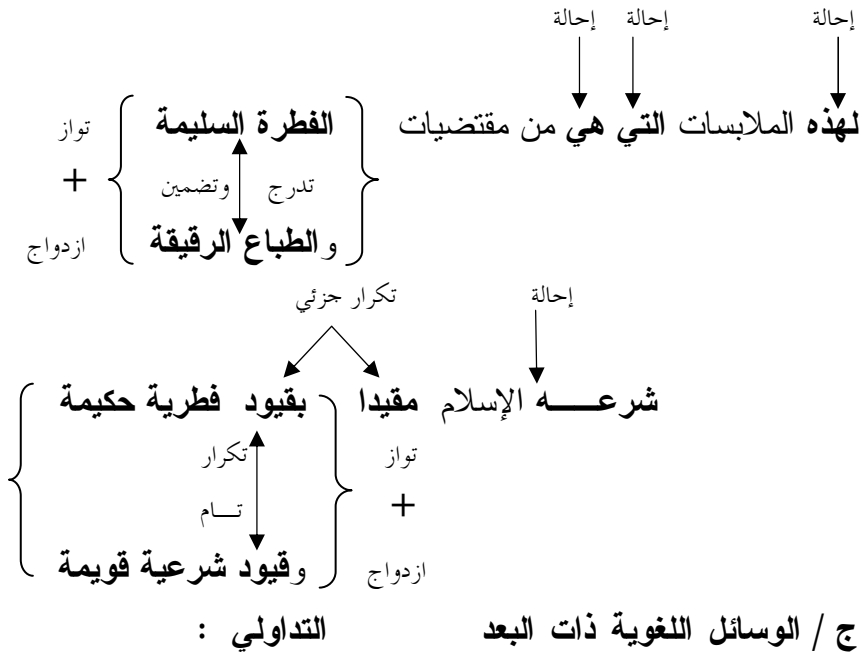 إحالة إحالة إحالة
لهذه الملابسات التي هي من مقتضيات الفطرة السليمة تواز
تدرج وتضمين +
والطباع الرقيقة ازدواج
إحالة تكرار جزئي
شرعـــــه الإسلام مقيدا بقيود فطرية حكيمة
تواز تكرار
+ تـــام
ازدواج وقيود شرعية قويمة
ج / الوسائل اللغوية ذات البعد التداولي :